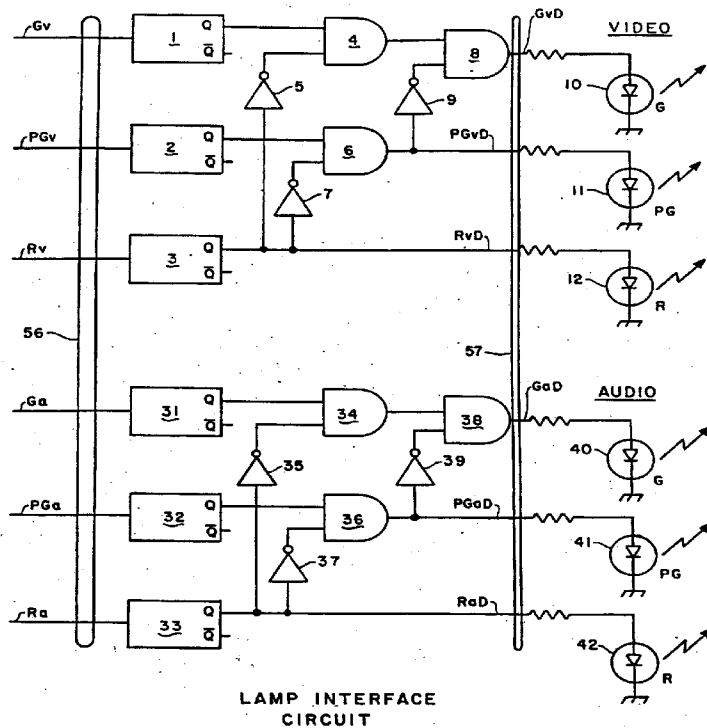 Gv
1
Q
Q̅
4
8
GvD
VIDEO
5
9
10
G
PGv
2
Q
Q̅
6
PGvD
7
11
PG
Rv
3
Q
Q̅
RvD
12
R
56
57
Ga
31
Q
Q̅
34
38
GaD
AUDIO
35
39
40
G
PGa
32
Q
Q̅
36
PGaD
37
41
PG
Ra
33
Q
Q̅
RaD
42
R
LAMP INTERFACE
CIRCUIT